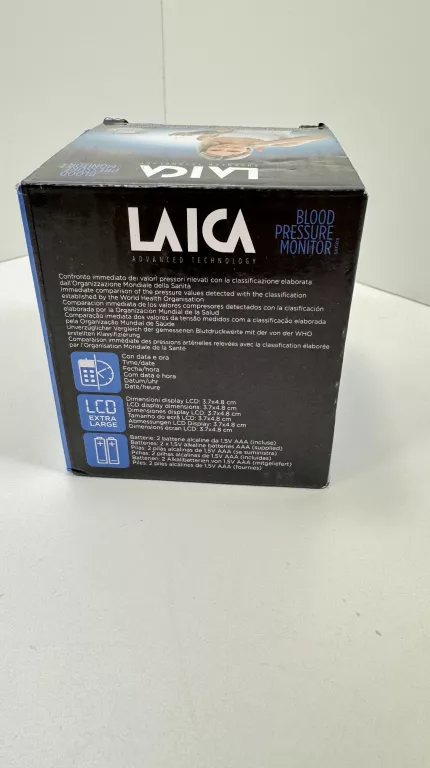 BLOOD
PRESSURE
MONITOR
LAICA
LAICA
ADVANCED TECHNOLOGY
BLOOD
PRESSURE
MONITOR SERIES
Confronto immediato dei valori pressori rilevati con la classificazione elaborata
dall'Organizzazione Mondiale della Sanità
Immediate comparison of the pressure values detected with the classification
established by the World Health Organisation
Comparación inmediata de los valores compresores detectados con la clasificación
elaborada por la Organización Mundial de la Salud
Comparação imediata dos valores da tensão medidos com a classificação elaborada
pela Organização Mundial de Saúde
Unverzüglicher Vergleich der gemessenen Blutdruckwerte mit der von der WHO
erstellten Klassifizierung
Comparaison immédiate des pressions artérielles relevées avec la classification élaborée
par l'Organisation Mondiale de la Santé
Con data e ora
Time/date
Fecha/hora
Com data e hora
Datum/uhr
Date/heure
LCD
EXTRA
LARGE
Dimensioni display LCD: 3.7x4.8 cm
LCD display dimensions: 3.7x4.8 cm
Dimensiones display LCD: 3.7x4.8 cm
Tamanho do ecrã LCD: 3.7x4.8 cm
Abmessungen LCD Display: 3.7x4.8 cm
Dimensions écran LCD: 3.7x4.8 cm
Batterie: 2 batterie alcaline da 1,5V AAA (incluse)
Batteries: 2 x 1,5V alkaline batteries AAA (supplied)
Pilas: 2 pilas alcalinas de 1,5V AAA (se suministra)
Pilhas: 2 pilhas alcalinas de 1,5V AAA (incluídas)
Batterien: 2 Alkalibatterien von 1,5V AAA (mitgeliefert)
Piles: 2 piles alcalines de 1,5V AAA (fournies)